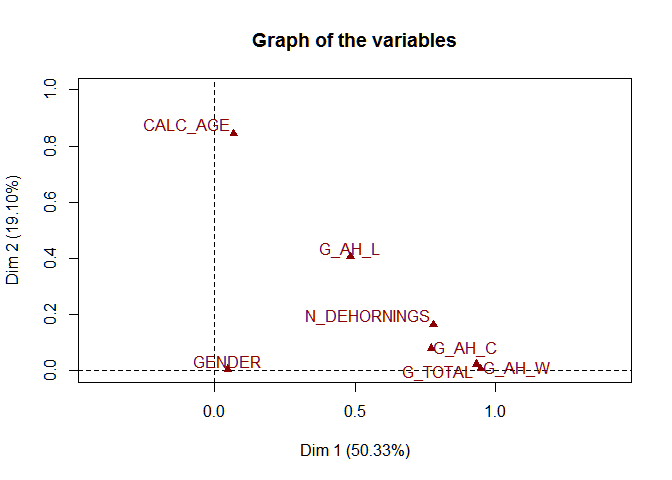 Graph of the variables
Dim 2 (19.10%)
1.0
0.8
0.6
0.4
0.2
0.0
CALC_AGE
G_AH_L
N_DEHORNINGS
G_AH_C
GENDER
G_TOTAL
G_AH_W
0.0
0.5
1.0
Dim 1 (50.33%)